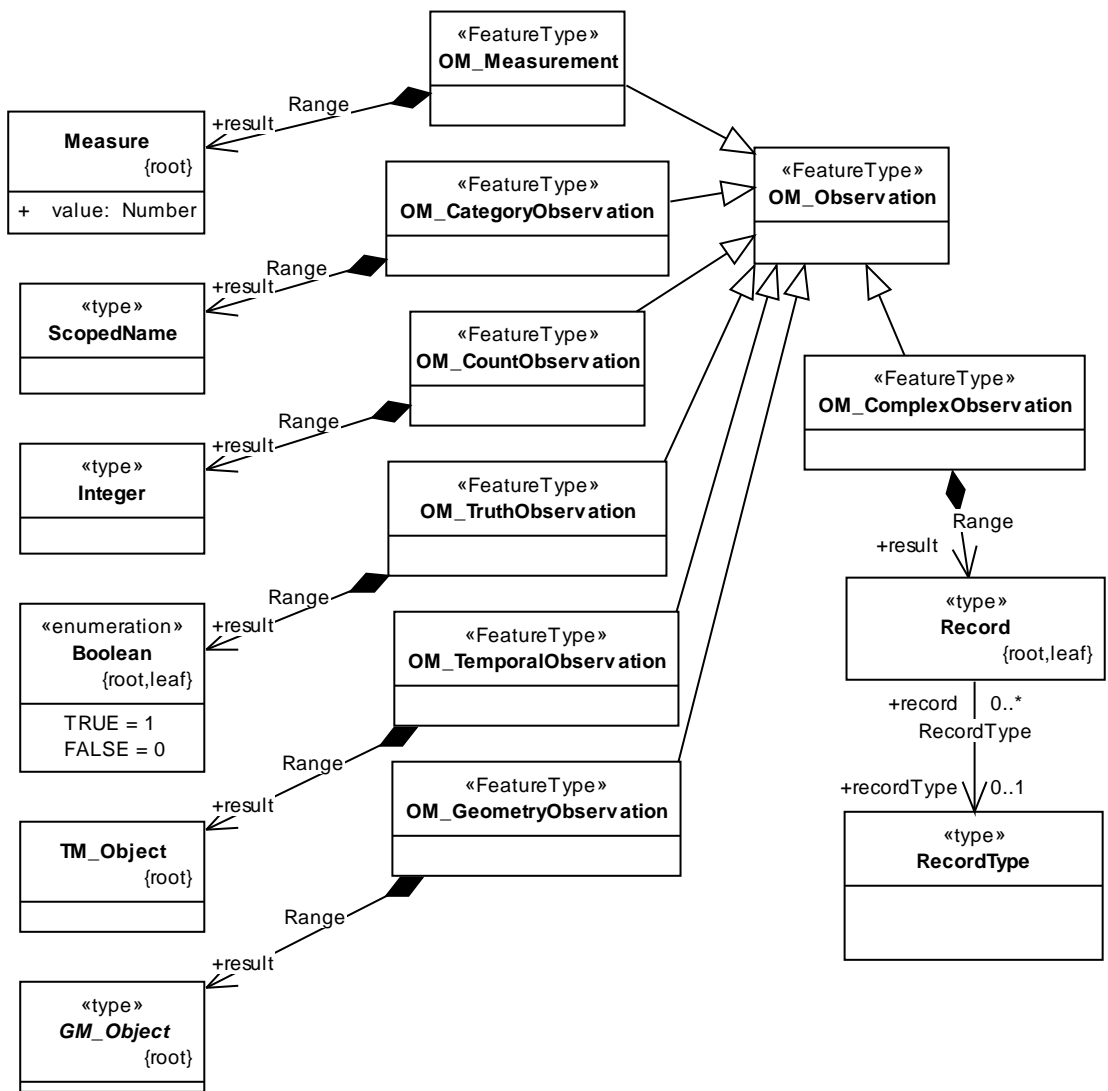 «FeatureType»
OM_Measurement
Range
+result
Measure
{root}
+ value: Number
«FeatureType»
OM_Observation
«FeatureType»
OM_CategoryObservation
Range
+result
«type»
ScopedName
«FeatureType»
OM_CountObservation
Range
+result
«type»
Integer
«FeatureType»
OM_ComplexObservation
Range
+result
«FeatureType»
OM_TruthObservation
Range
+result
«enumeration»
Boolean
{root,leaf}
TRUE = 1
FALSE = 0
«type»
Record
{root,leaf}
+record 0..*
RecordType
+recordType 0..1
«type»
RecordType
«FeatureType»
OM_TemporalObservation
Range
+result
TM_Object
{root}
«FeatureType»
OM_GeometryObservation
Range
+result
«type»
GM_Object
{root}